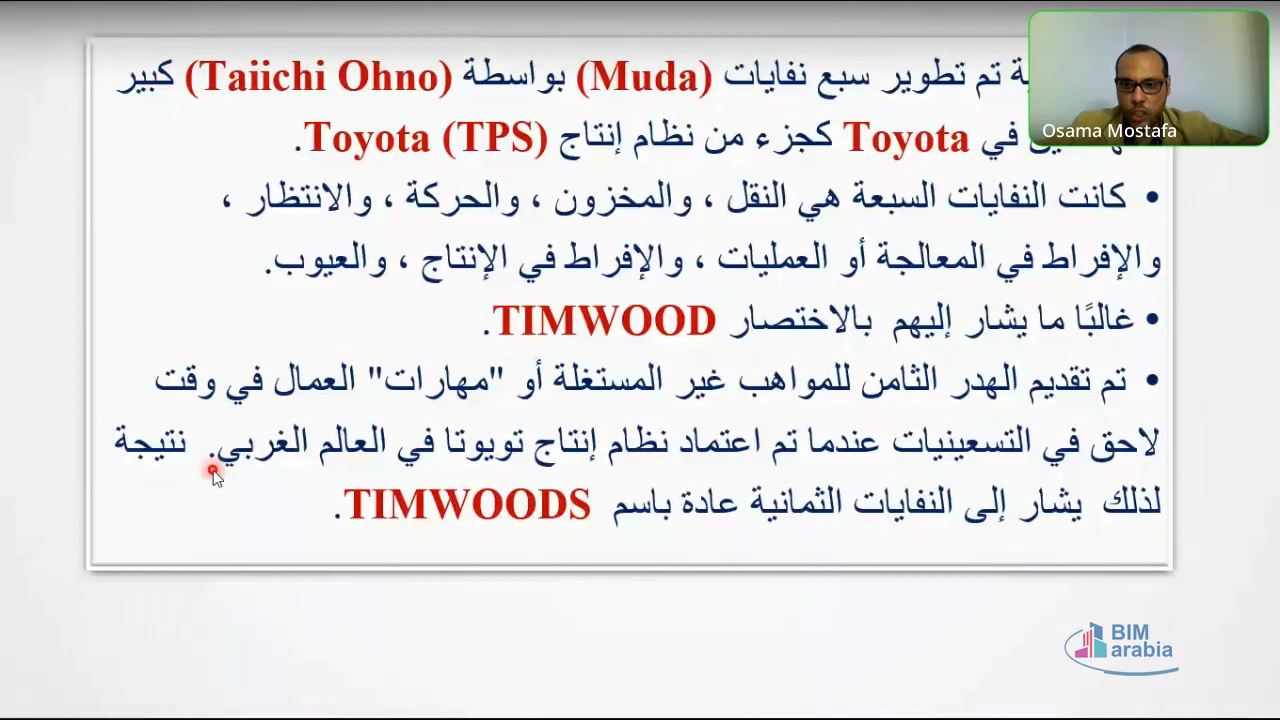 تم تطوير سبع نفايات (Muda) بواسطة (Taiichi Ohno) كبير
في Toyota كجزء من نظام إنتاج Toyota (TPS).
• كانت النفايات السبعة هي النقل ، والمخزون ، والحركة ، والانتظار ،
والإفراط في المعالجة أو العمليات ، والإفراط في الإنتاج ، والعيوب.
• غالبًا ما يشار إليهم بالاختصار TIMWOOD.
• تم تقديم الهدر الثامن للمواهب غير المستغلة أو "مهارات" العمال في وقت
لاحق في التسعينيات عندما تم اعتماد نظام إنتاج تويوتا في العالم الغربي. نتيجة
لذلك يشار إلى النفايات الثمانية عادة باسم TIMWOODS.
Osama Mostafa
BIM
arabia